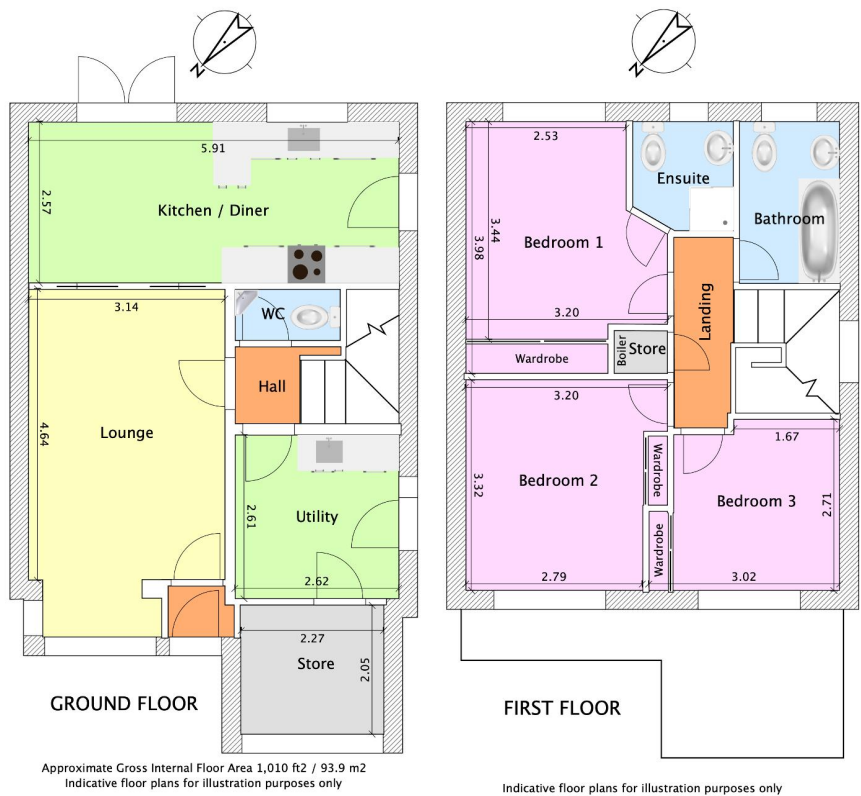 N
N
5.91
2.57
Kitchen / Diner
3.14
WC
Hall
Lounge
4.64
2.61
Utility
2.62
2.27
Store
2.05
GROUND FLOOR
Approximate Gross Internal Floor Area 1,010 ft2 / 93.9 m2
Indicative floor plans for illustration purposes only
2.53
3.44
3.98
Ensuite
Bathroom
Bedroom 1
3.20
Landing
Boiler
Store
Wardrobe
3.20
3.32
Bedroom 2
Wardrobe
1.67
Bedroom 3
2.71
Wardrobe
2.79
3.02
FIRST FLOOR
Indicative floor plans for illustration purposes only